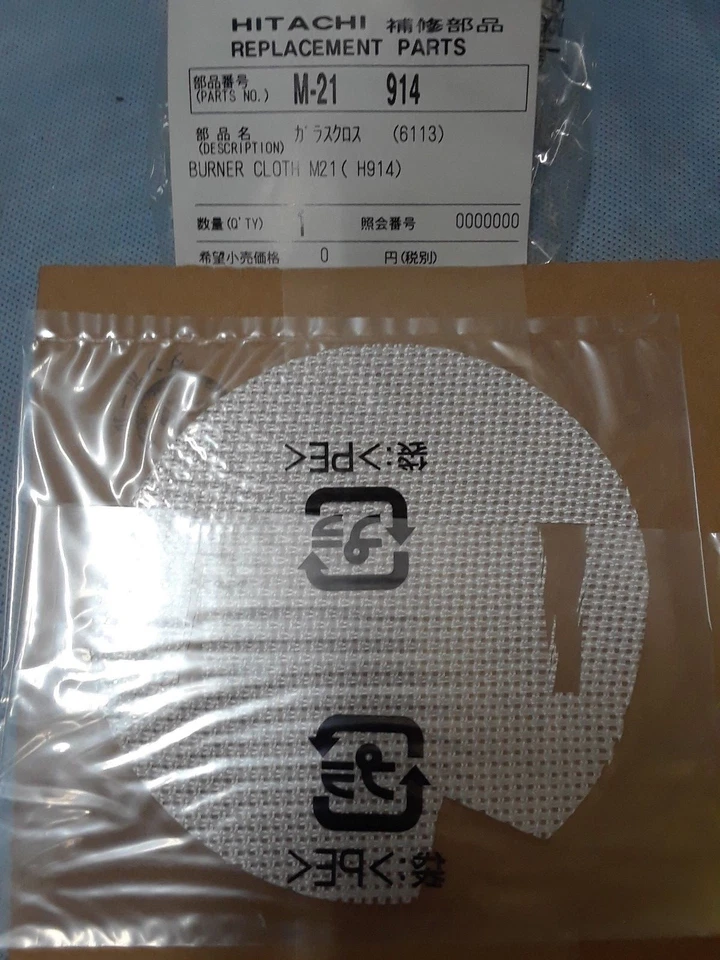 HITACHI 補修部品
REPLACEMENT PARTS
部品番号
(PARTS NO.) M-21 914
部品名 ガラスクロス (6113)
(DESCRIPTION)
BURNER CLOTH M21( H914)
数量(Q'TY) 1 照会番号 0000000
希望小売価格 0 円(税別)
袋:>PE<
プラ
プラ
袋:>PE<